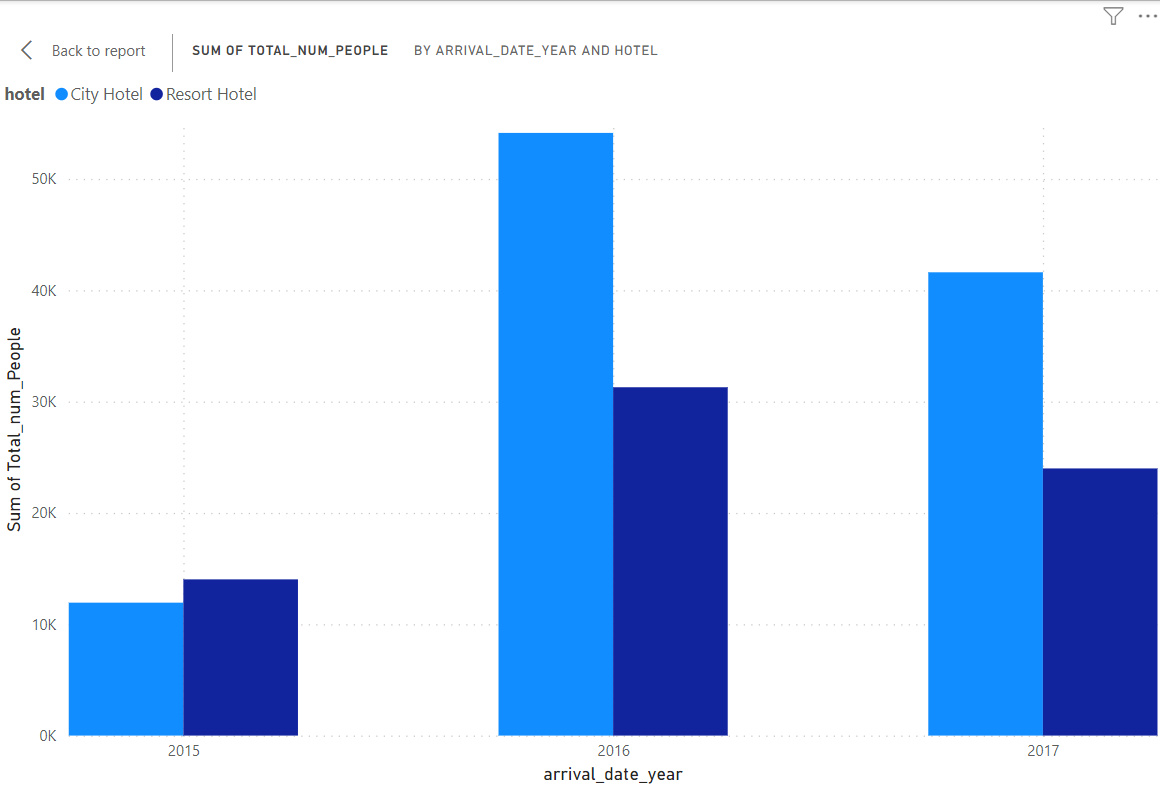 Back to report
SUM OF TOTAL_NUM_PEOPLE BY ARRIVAL_DATE_YEAR AND HOTEL
hotel City Hotel Resort Hotel
Sum of Total_num_People
50K
40K
30K
20K
10K
0K
2015 2016 2017
arrival_date_year